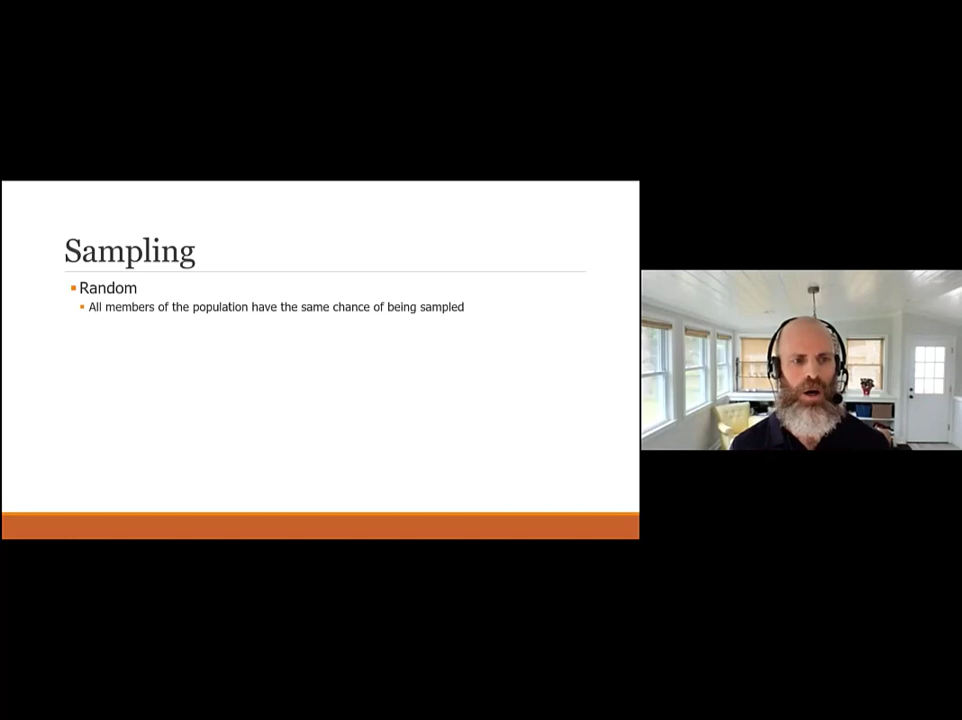 Sampling
Random
All members of the population have the same chance of being sampled